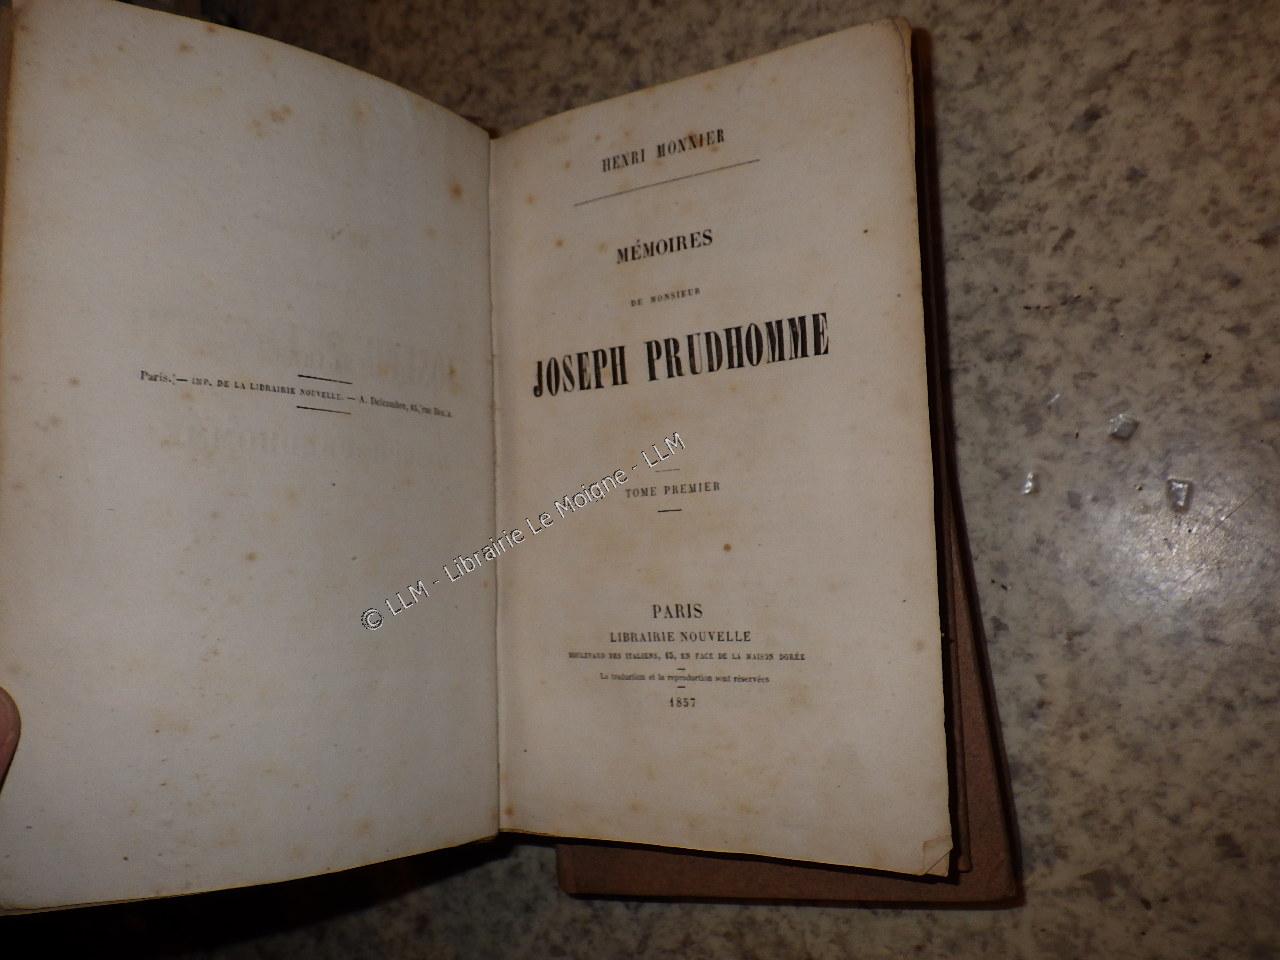 Paris. — IMP. DE LA LIBRAIRIE NOUVELLE. — A. Delcambre, 15, rue Breda.
HENRI MONNIER
MÉMOIRES
DE MONSIEUR
JOSEPH PRUDHOMME
TOME PREMIER
PARIS
LIBRAIRIE NOUVELLE
BOULEVARD DES ITALIENS, 15, EN FACE DE LA MAISON DORÉE
La traduction et la reproduction sont réservées
1857
© LLM - Librairie Le Moigne - LLM